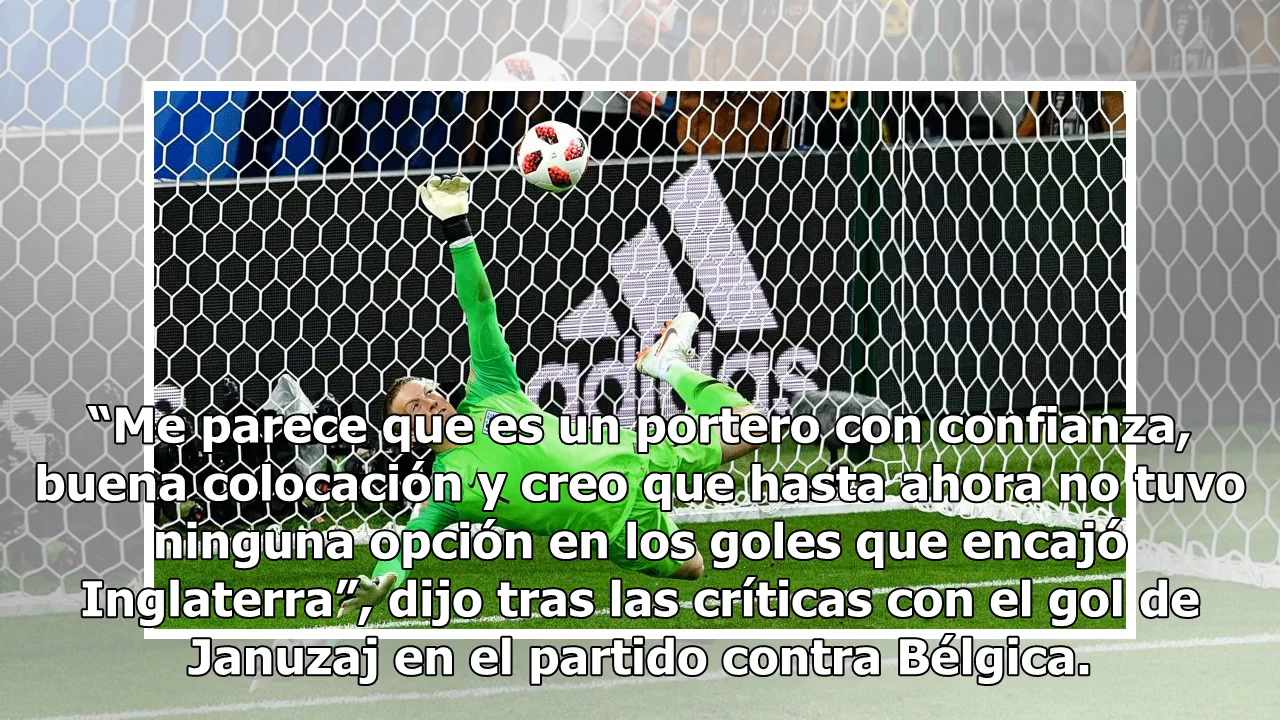 adidas
“Me parece que es un portero con confianza,
buena colocación y creo que hasta ahora no tuvo
ninguna opción en los goles que encajó
Inglaterra”, dijo tras las críticas con el gol de
Januzaj en el partido contra Bélgica.